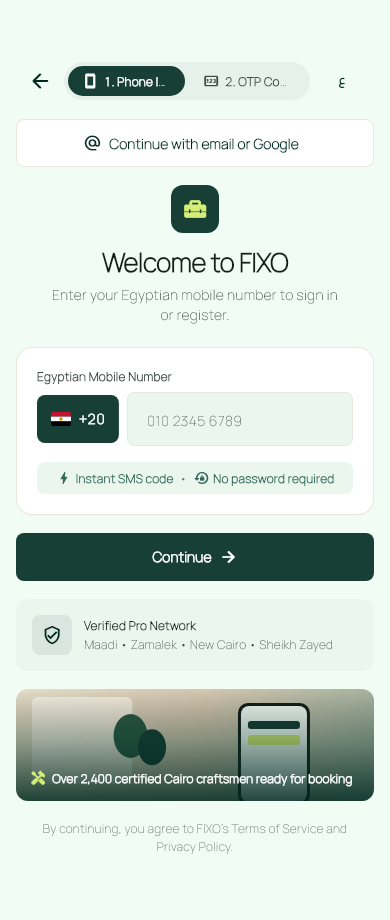 1. Phone I...
2. OTP Co...
ع
Continue with email or Google
Welcome to FIXO
Enter your Egyptian mobile number to sign in
or register.
Egyptian Mobile Number
+20
010 2345 6789
Instant SMS code • No password required
Continue
Verified Pro Network
Maadi • Zamalek • New Cairo • Sheikh Zayed
Over 2,400 certified Cairo craftsmen ready for booking
By continuing, you agree to FIXO's Terms of Service and
Privacy Policy.